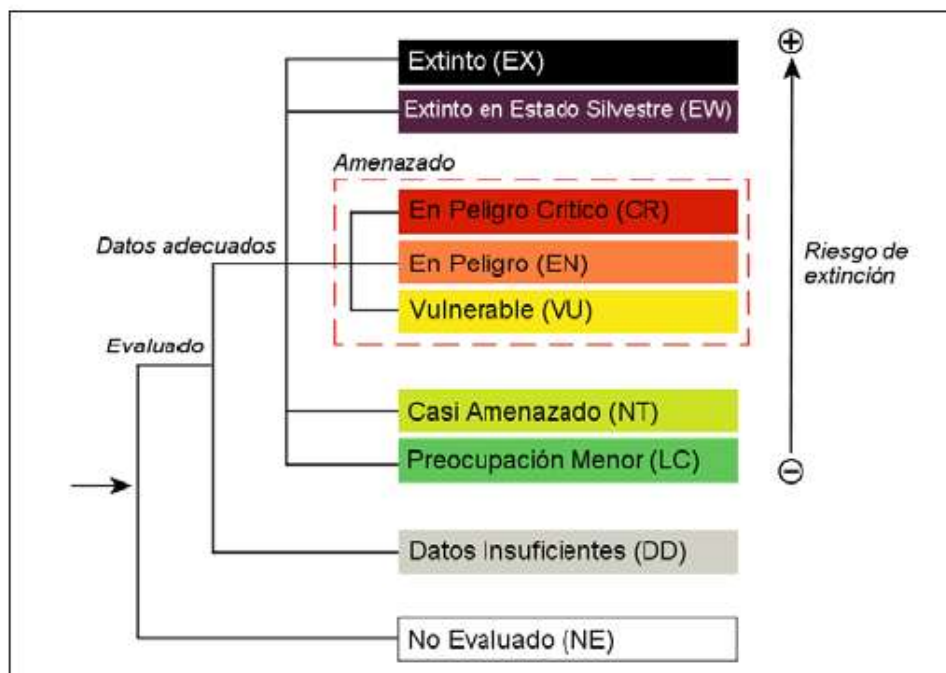 Extinto (EX)
Extinto en Estado Silvestre (EW)
Amenazado
En Peligro Crítico (CR)
Datos adecuados
En Peligro (EN)
Riesgo de
extinción
Vulnerable (VU)
Evaluado
Casi Amenazado (NT)
Preocupación Menor (LC)
Datos Insuficientes (DD)
No Evaluado (NE)